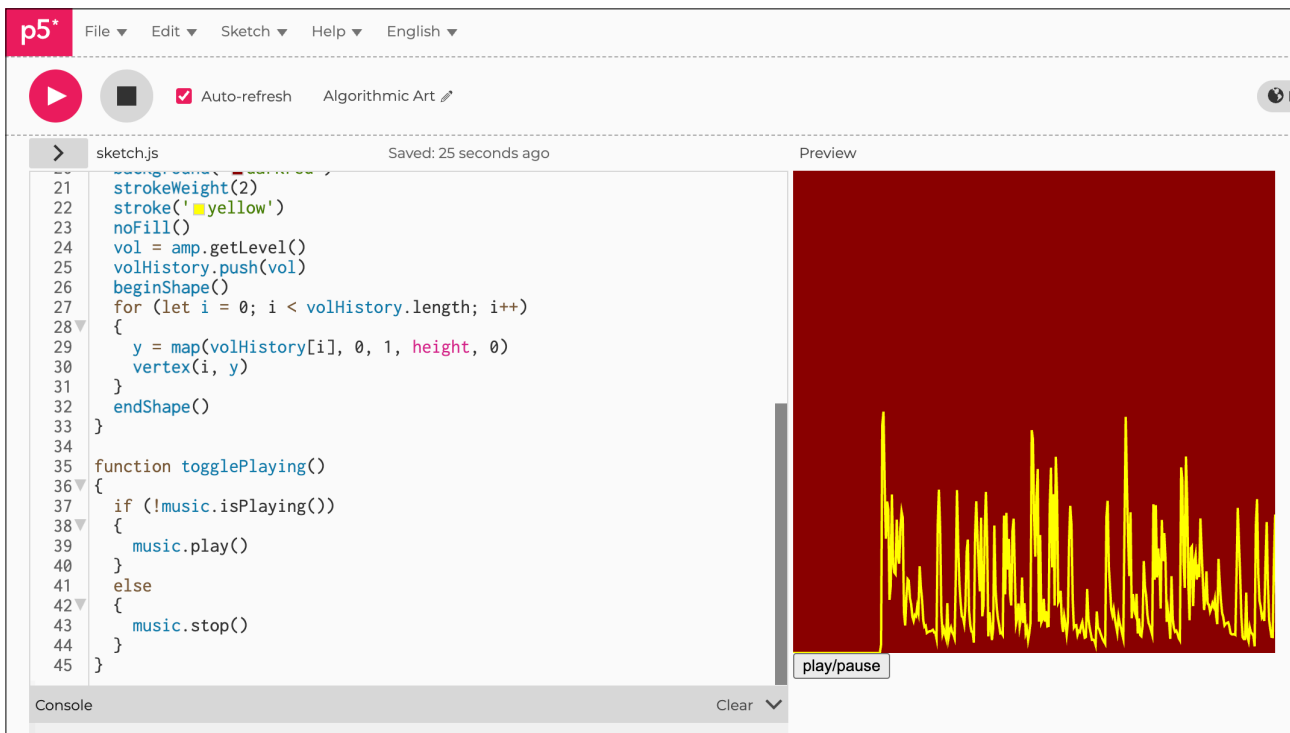 p5* File Edit Sketch Help English
Auto-refresh Algorithmic Art
sketch.js Saved: 25 seconds ago Preview
21 strokeWeight(2)
22 stroke('yellow')
23 noFill()
24 vol = amp.getLevel()
25 volHistory.push(vol)
26 beginShape()
27 for (let i = 0; i < volHistory.length; i++)
28 {
29 y = map(volHistory[i], 0, 1, height, 0)
30 vertex(i, y)
31 }
32 endShape()
33 }
34
35 function togglePlaying()
36 {
37 if (!music.isPlaying())
38 {
39 music.play()
40 }
41 else
42 {
43 music.stop()
44 }
45 }
play/pause
Console Clear